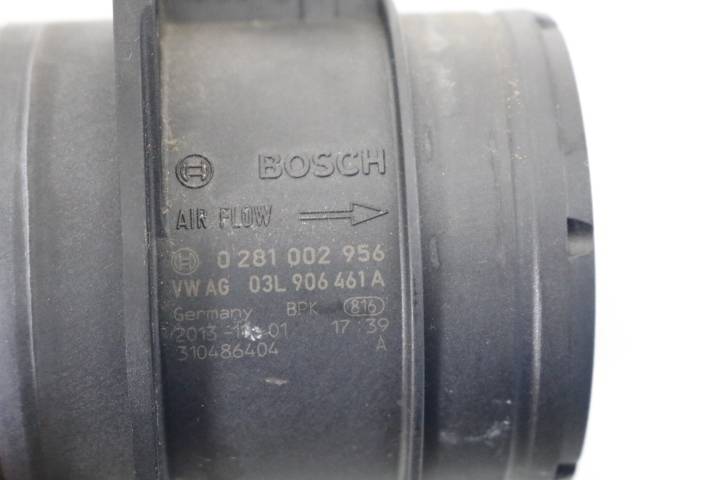 BOSCH
AIR FLOW
0 281 002 956
VW AG 03L 906 461 A
Germany BPK 816
17:39
310486404 A